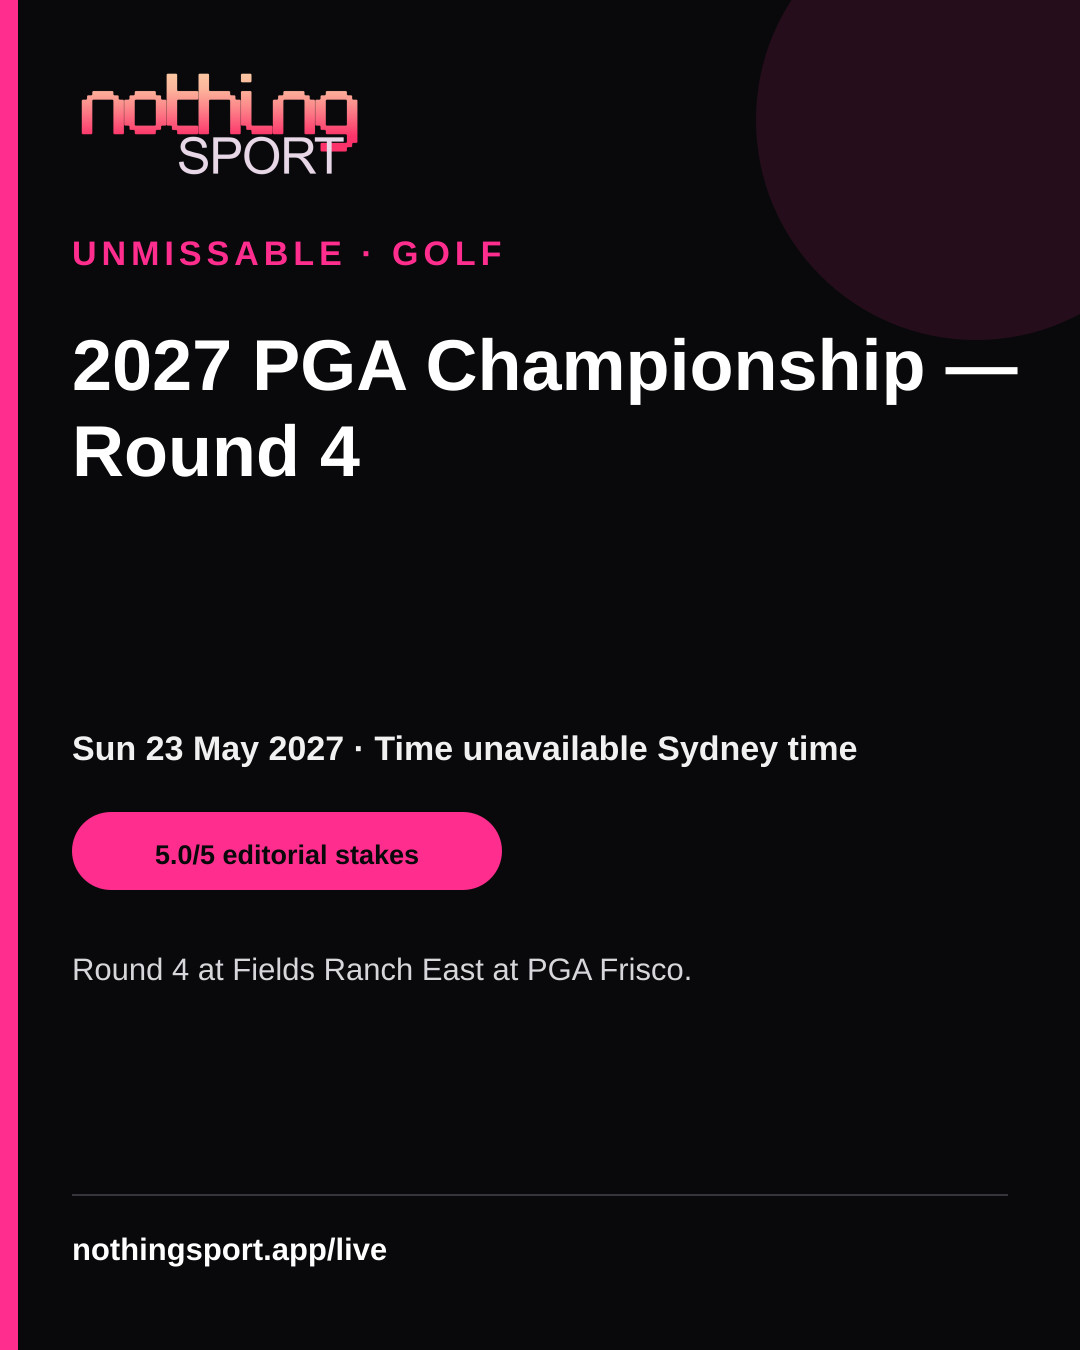 nothing
SPORT
UNMISSABLE · GOLF
2027 PGA Championship —
Round 4
Sun 23 May 2027 · Time unavailable Sydney time
5.0/5 editorial stakes
Round 4 at Fields Ranch East at PGA Frisco.
nothingsport.app/live